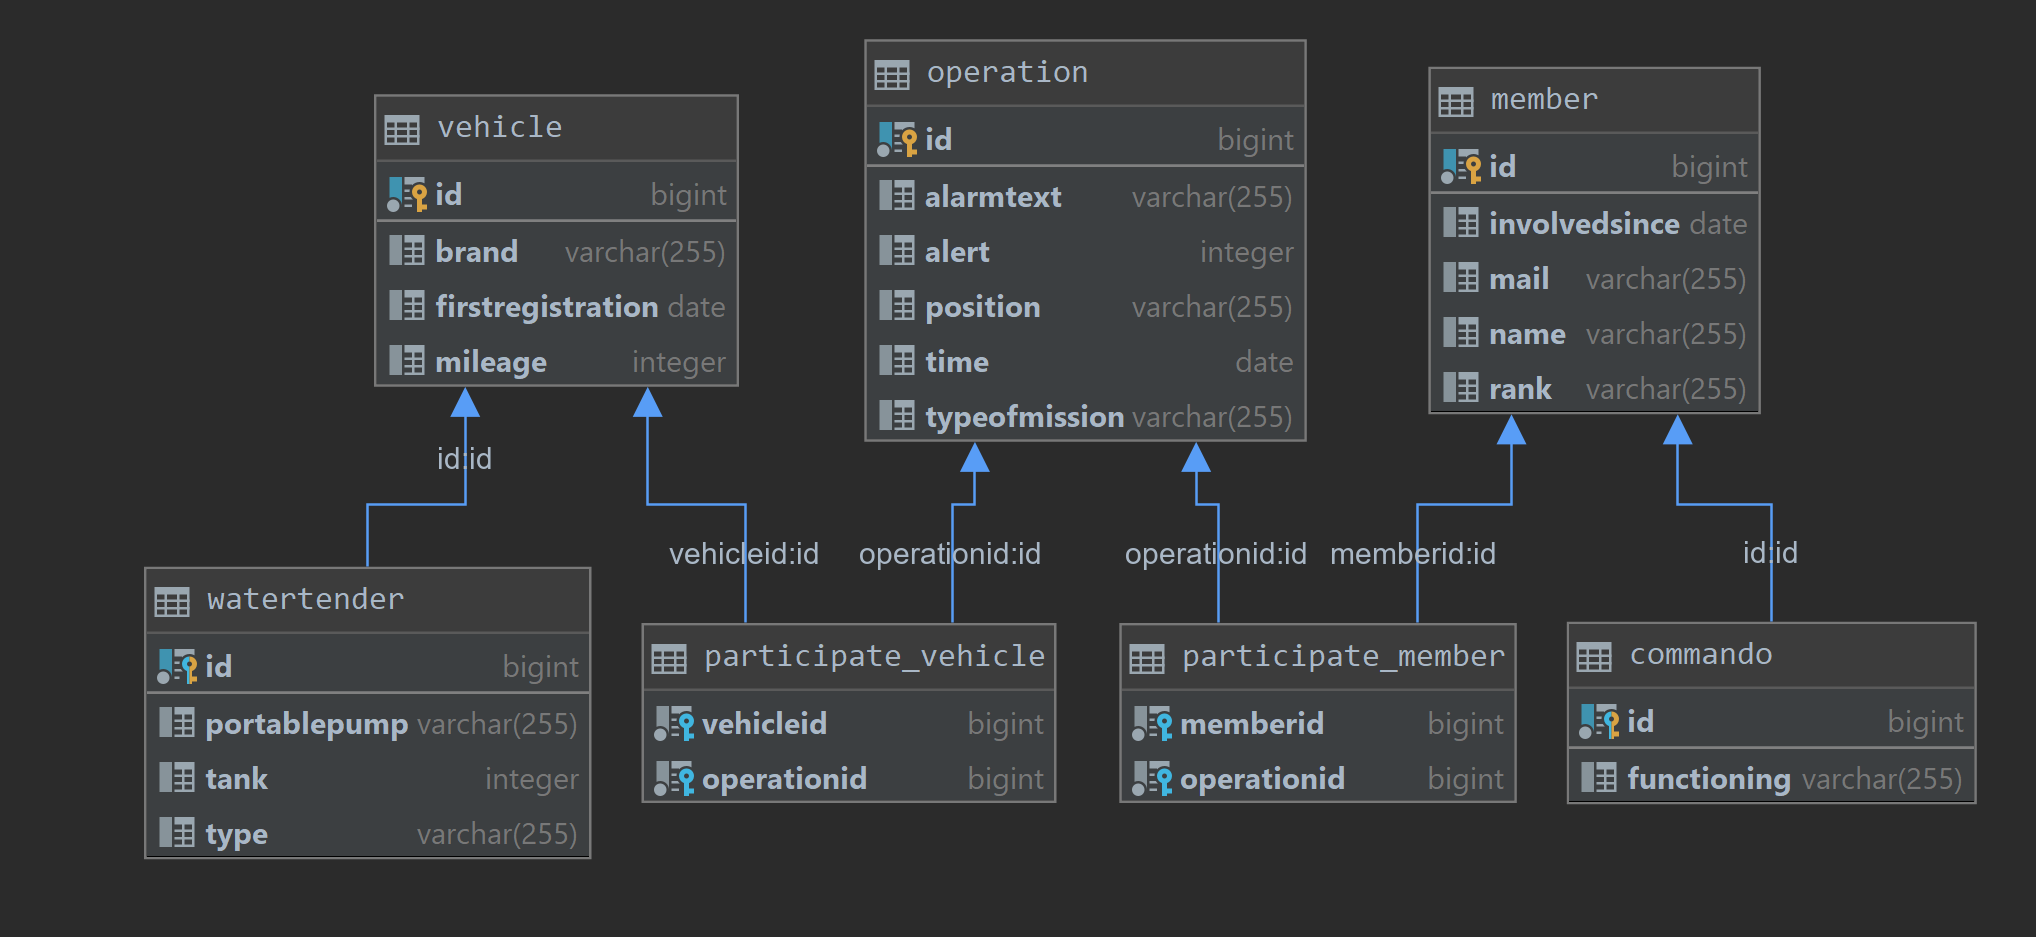 vehicle
id bigint
brand varchar(255)
firstregistration date
mileage integer
operation
id bigint
alarmtext varchar(255)
alert integer
position varchar(255)
time date
typeofmission varchar(255)
member
id bigint
involvedsince date
mail varchar(255)
name varchar(255)
rank varchar(255)
id:id
vehicleid:id
operationid:id
operationid:id
memberid:id
id:id
watertender
id bigint
portablepump varchar(255)
tank integer
type varchar(255)
participate_vehicle
vehicleid bigint
operationid bigint
participate_member
memberid bigint
operationid bigint
commando
id bigint
functioning varchar(255)